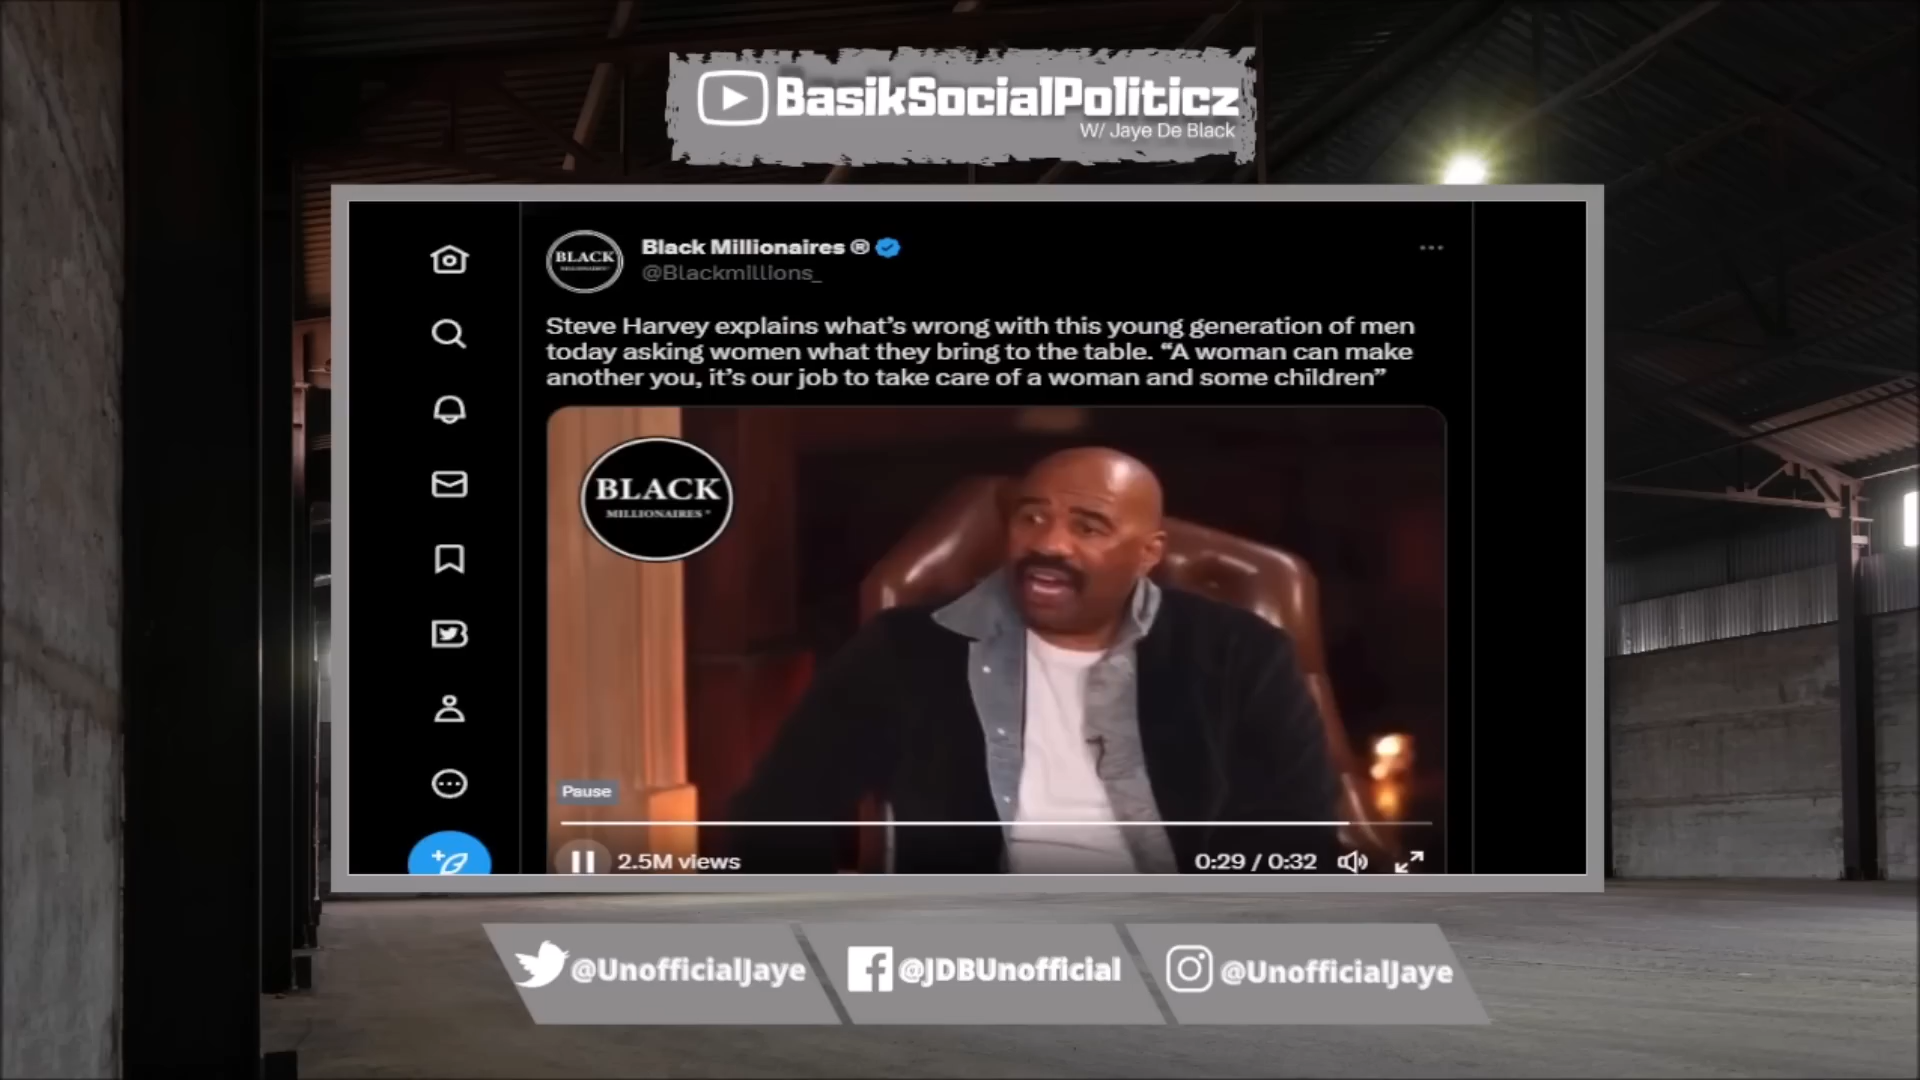 BasikSocialPoliticz
W/ Jaye De Black
BLACK
MILLIONAIRES
Black Millionaires ®
@Blackmillions_
Steve Harvey explains what's wrong with this young generation of men
today asking women what they bring to the table. “A woman can make
another you, it's our job to take care of a woman and some children”
BLACK
MILLIONAIRES
Pause
2.5M views
0:29 / 0:32
@UnofficialJaye
@JDBUnofficial
@UnofficialJaye